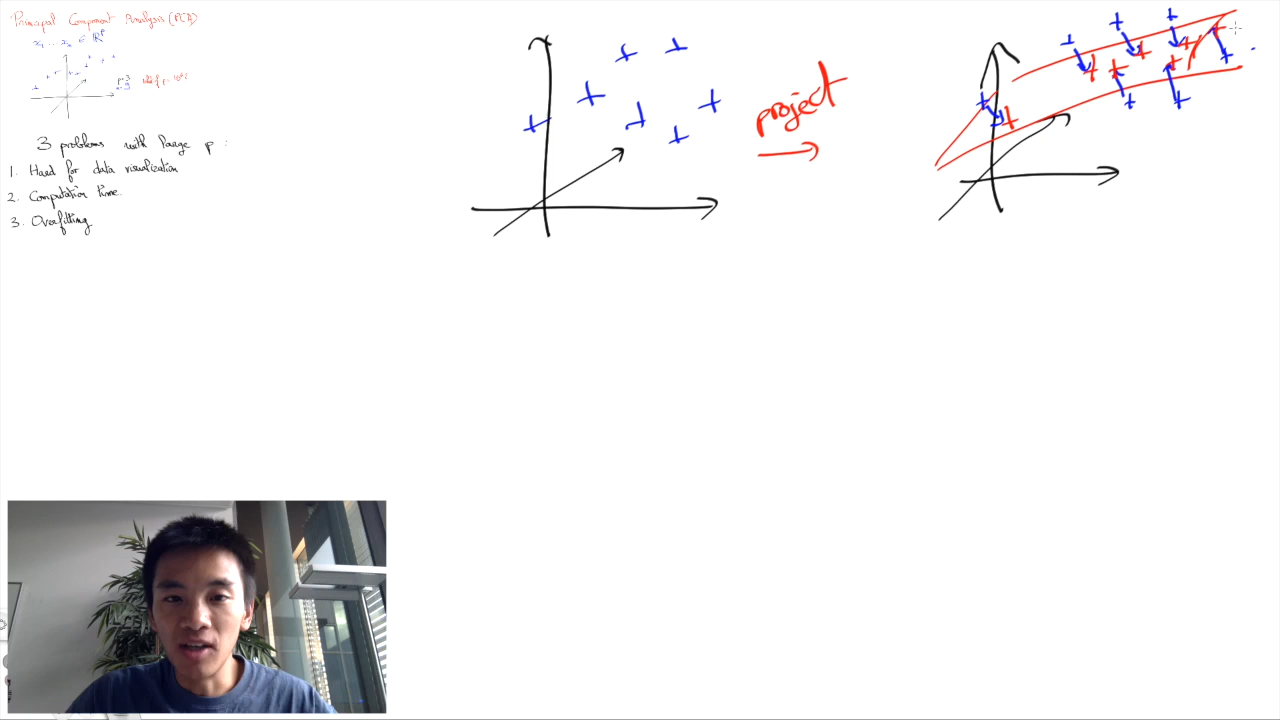 Principal Component Analysis (PCA)
x₁ ... xₙ ∈ ℝᵖ
3 problems with large p :
1. Hard for data visualization
2. Computation time.
3. Overfitting
project